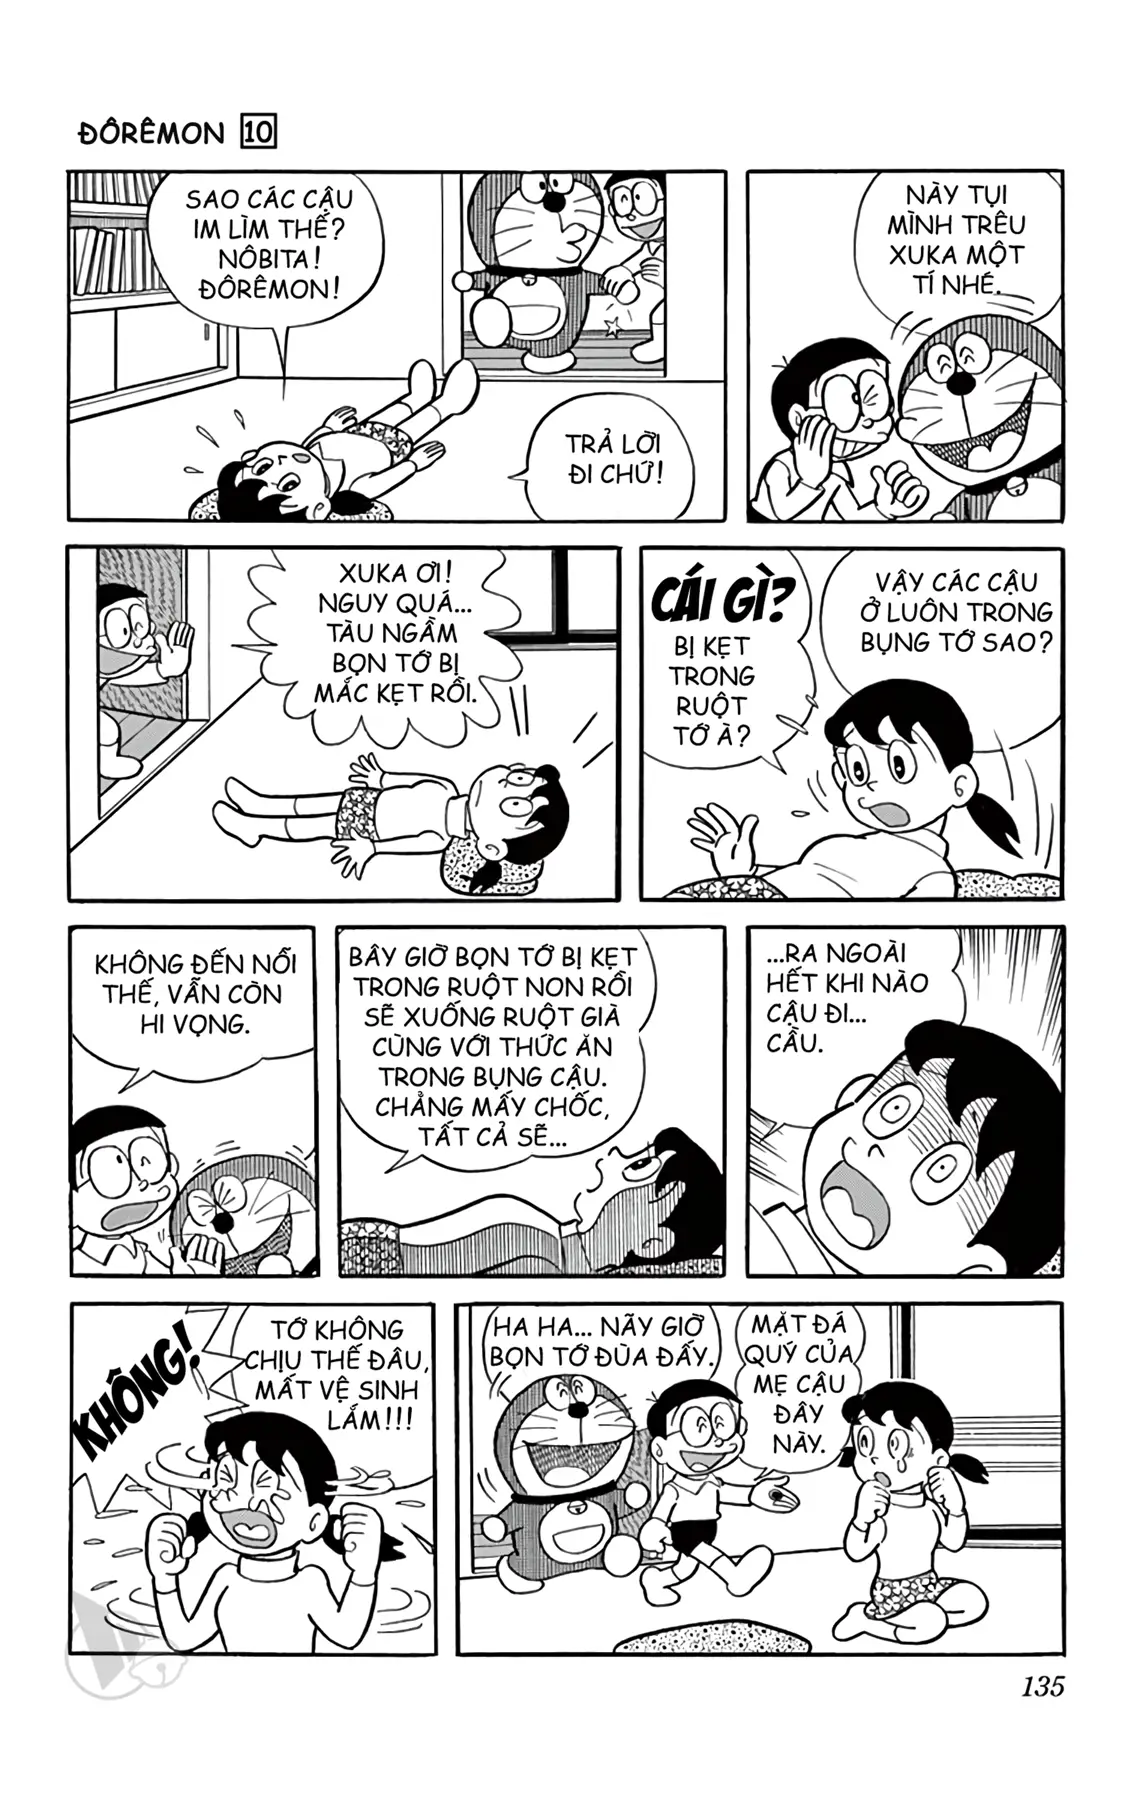 ĐÔRÊMON 10
SAO CÁC CẬU
IM LÌM THẾ?
NÔBITA!
ĐÔRÊMON!
TRẢ LỜI
ĐI CHỨ!
NÀY TỤI
MÌNH TRÊU
XUKA MỘT
TÍ NHÉ.
XUKA ƠI!
NGUY QUÁ...
TÀU NGẦM
BỌN TỚ BỊ
MẮC KẸT RỒI.
CÁI GÌ?
BỊ KẸT
TRONG
RUỘT
TỚ À?
VẬY CÁC CẬU
Ở LUÔN TRONG
BỤNG TỚ SAO?
KHÔNG ĐẾN NỖI
THẾ, VẪN CÒN
HI VỌNG.
BÂY GIỜ BỌN TỚ BỊ KẸT
TRONG RUỘT NON RỒI
SẼ XUỐNG RUỘT GIÀ
CÙNG VỚI THỨC ĂN
TRONG BỤNG CẬU.
CHẲNG MẤY CHỐC,
TẤT CẢ SẼ...
...RA NGOÀI
HẾT KHI NÀO
CẬU ĐI...
CẦU.
KHÔNG!
TỚ KHÔNG
CHỊU THẾ ĐÂU,
MẤT VỆ SINH
LẮM!!!
HA HA... NÃY GIỜ
BỌN TỚ ĐÙA ĐẤY.
MẶT ĐÁ
QUÝ CỦA
MẸ CẬU
ĐÂY
NÀY.
135